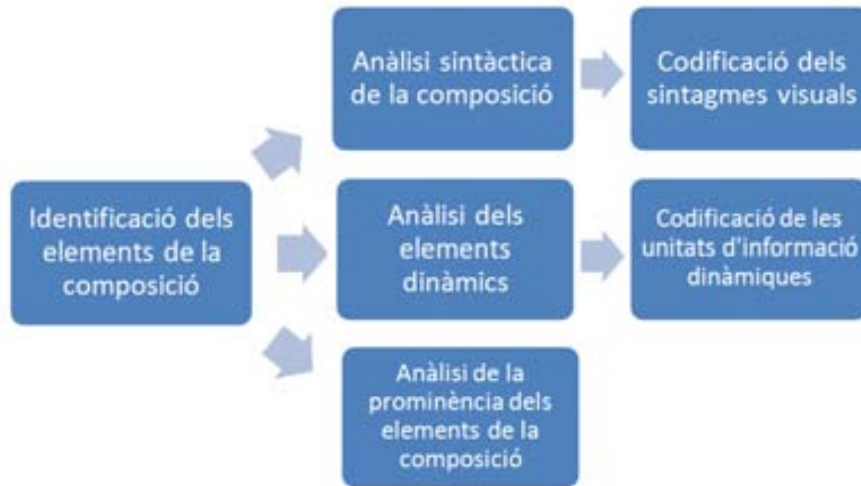 Identificació dels
elements de la
composició
Anàlisi sintàctica
de la composició
Codificació dels
sintagmes visuals
Anàlisi dels
elements
dinàmics
Codificació de les
unitats d'informació
dinàmiques
Anàlisi de la
prominència dels
elements de la
composició